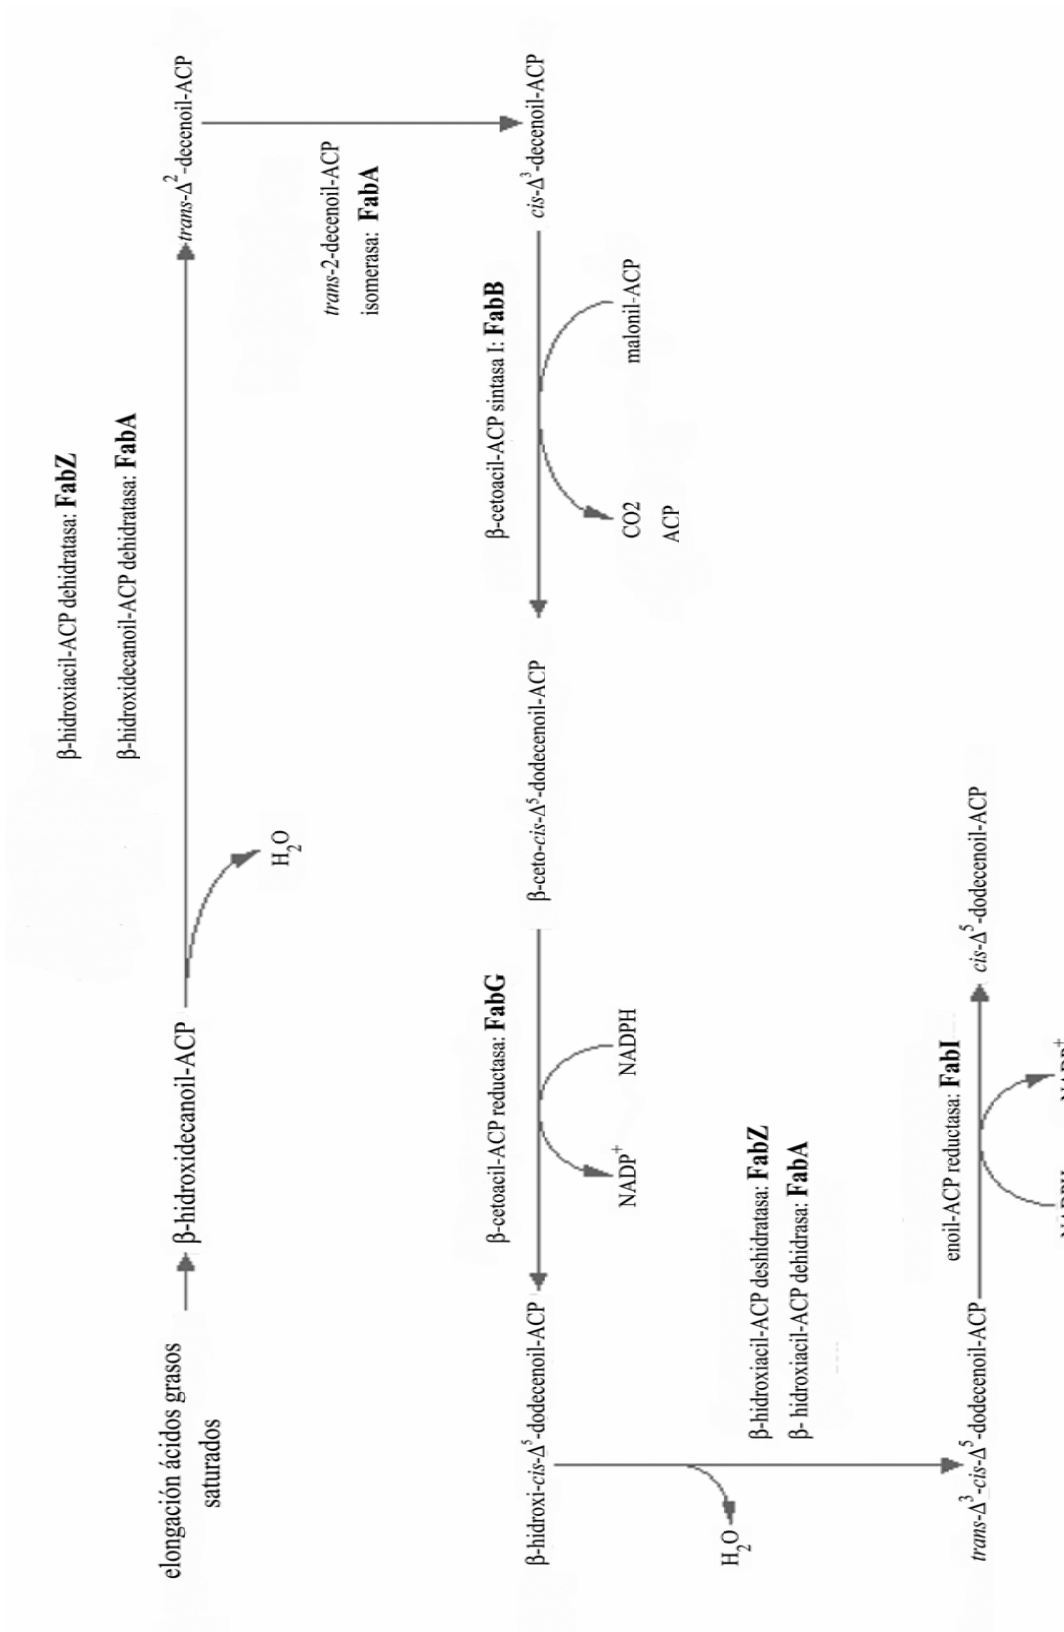 elongación ácidos grasos
saturados
β-hidroxidecanoil-ACP
H2O
β-hidroxiacil-ACP dehidratasa: FabZ
β-hidroxidecanoil-ACP dehidratasa: FabA
trans-Δ2-decenoil-ACP
trans-2-decenoil-ACP
isomerasa: FabA
cis-Δ3-decenoil-ACP
β-cetoacil-ACP sintasa I: FabB
malonil-ACP
CO2
ACP
β-ceto-cis-Δ5-dodecenoil-ACP
β-cetoacil-ACP reductasa: FabG
NADPH
NADP+
β-hidroxi-cis-Δ5-dodecenoil-ACP
β-hidroxiacil-ACP deshidratasa: FabZ
β- hidroxiacil-ACP dehidrasa: FabA
H2O
trans-Δ3-cis-Δ5-dodecenoil-ACP
enoil-ACP reductasa: FabI
cis-Δ5-dodecenoil-ACP